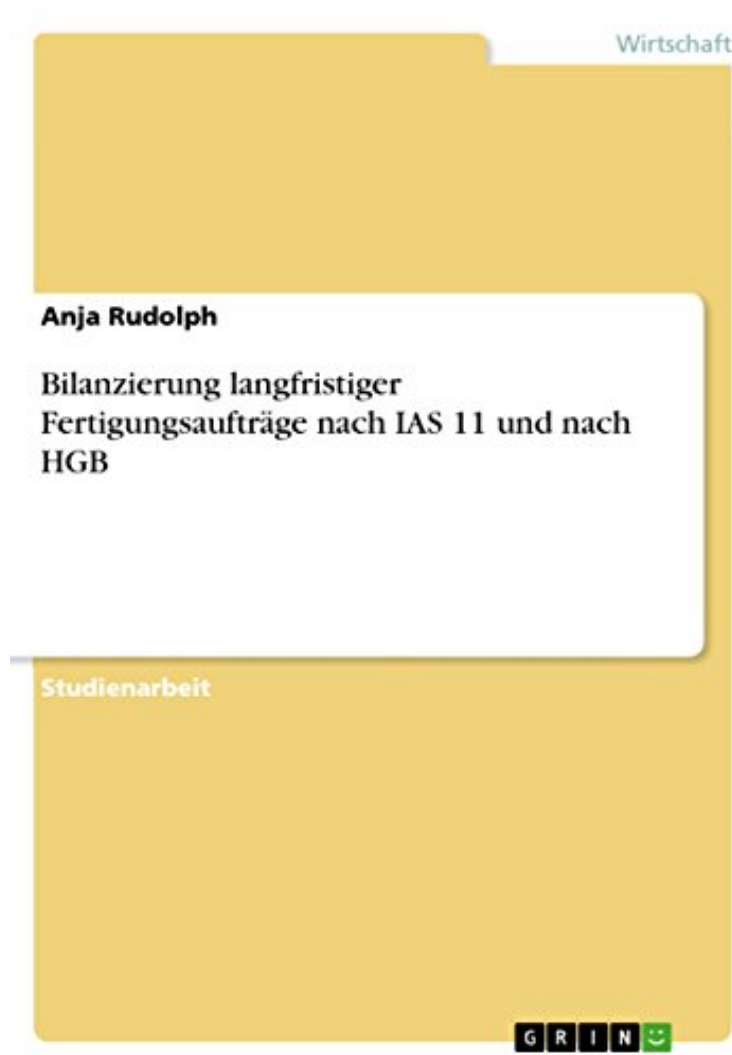 Wirtschaft
Anja Rudolph
Bilanzierung langfristiger
Fertigungsaufträge nach IAS 11 und nach
HGB
Studienarbeit
GRIN